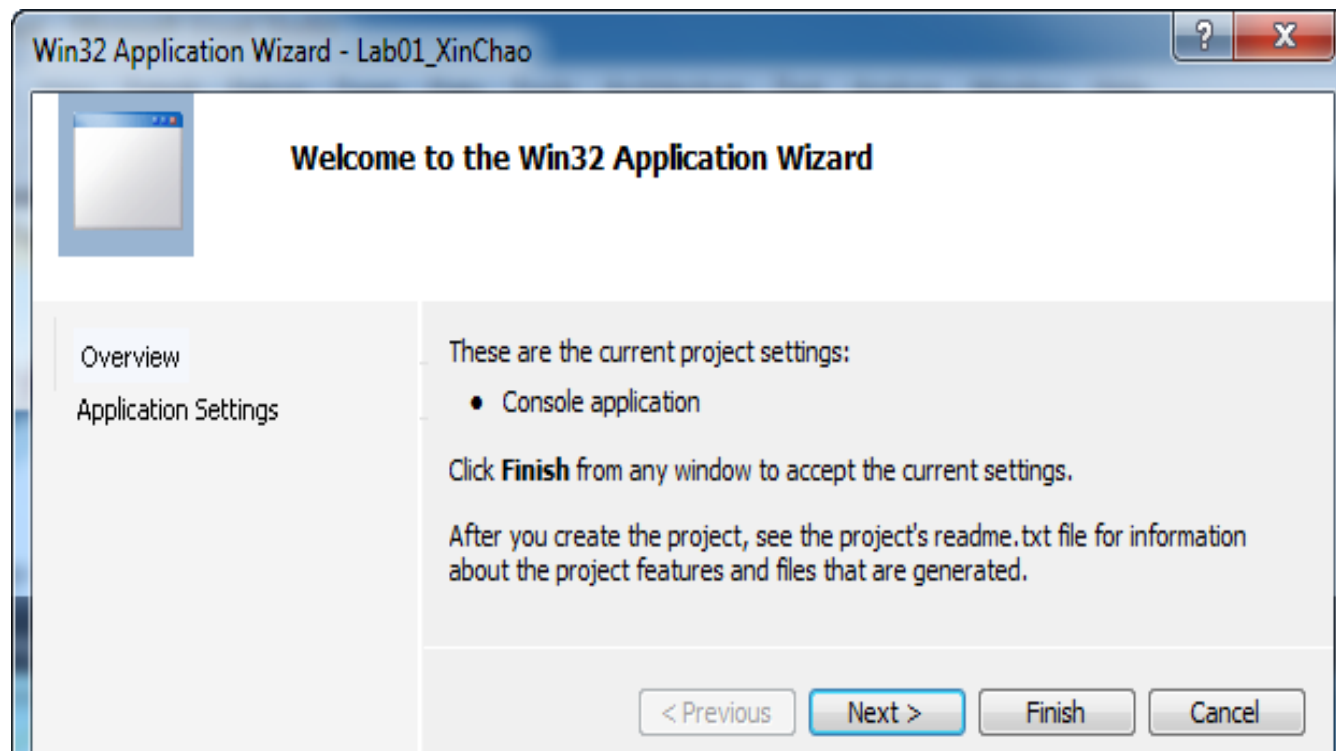 Win32 Application Wizard - Lab01_XinChao
? X
Welcome to the Win32 Application Wizard
Overview
Application Settings
These are the current project settings:
• Console application
Click Finish from any window to accept the current settings.
After you create the project, see the project's readme.txt file for information
about the project features and files that are generated.
< Previous Next > Finish Cancel